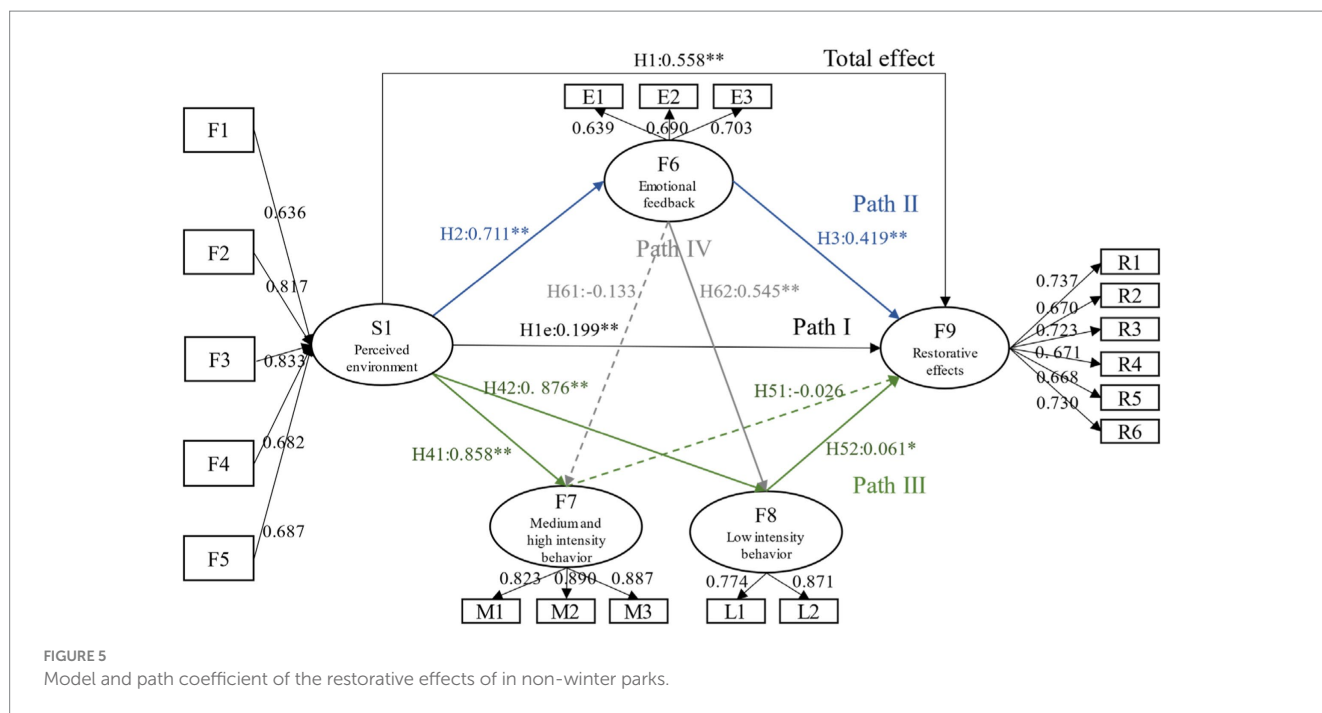 H1:0.558** Total effect
E1 E2 E3
0.639 0.690 0.703
F1
F6
Emotional
feedback
0.636
Path II
H2:0.711**
H3:0.419**
Path IV
F2
0.817
H61:-0.133
H62:0.545**
S1
Perceived
environment
H1e:0.199**
Path I
F9
Restorative
effects
0.737 R1
0.670 R2
0.723 R3
0.671 R4
0.668 R5
0.730 R6
F3
0.833
H42:0. 876**
H51:-0.026
F4
0.682
H41:0.858**
H52:0.061*
Path III
F5
0.687
F7
Medium and
high intensity
behavior
F8
Low intensity
behavior
0.823 0.890 0.887
0.774 0.871
M1 M2 M3
L1 L2
FIGURE 5
Model and path coefficient of the restorative effects of in non-winter parks.